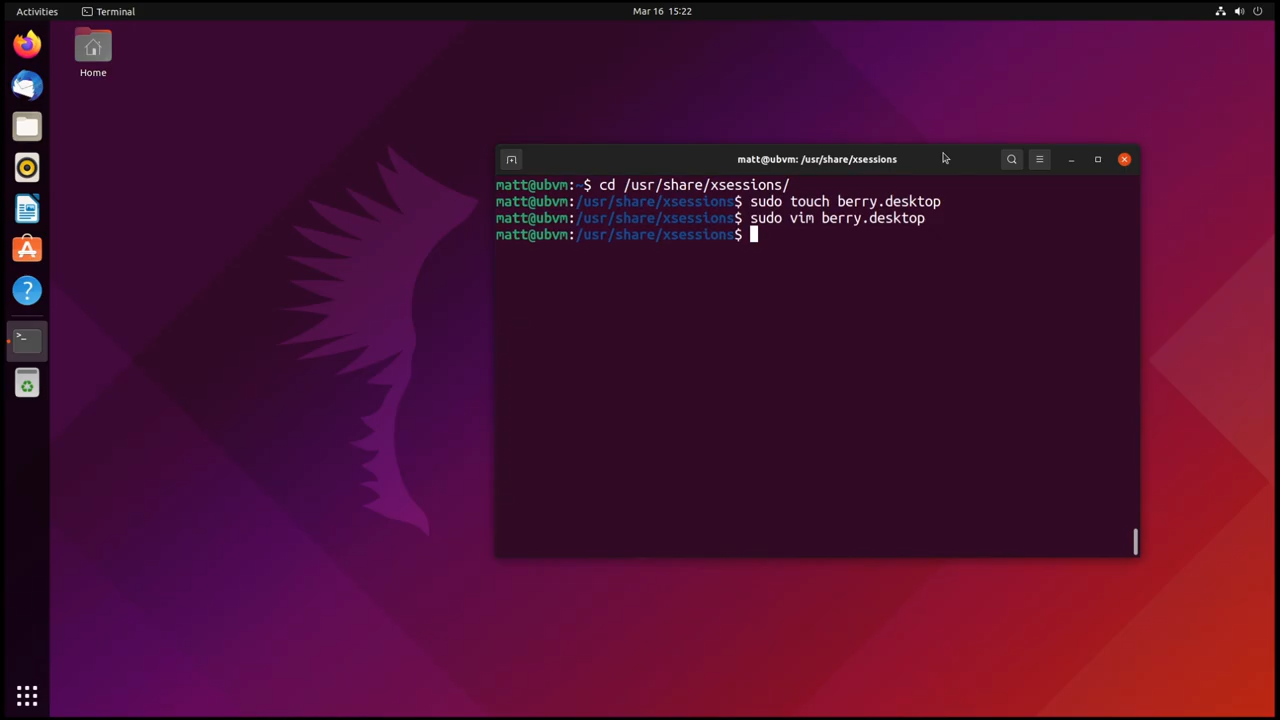 Activities
Terminal
Mar 16 15:22
Home
matt@ubvm: /usr/share/xsessions
matt@ubvm:~$ cd /usr/share/xsessions/
matt@ubvm:/usr/share/xsessions$ sudo touch berry.desktop
matt@ubvm:/usr/share/xsessions$ sudo vim berry.desktop
matt@ubvm:/usr/share/xsessions$